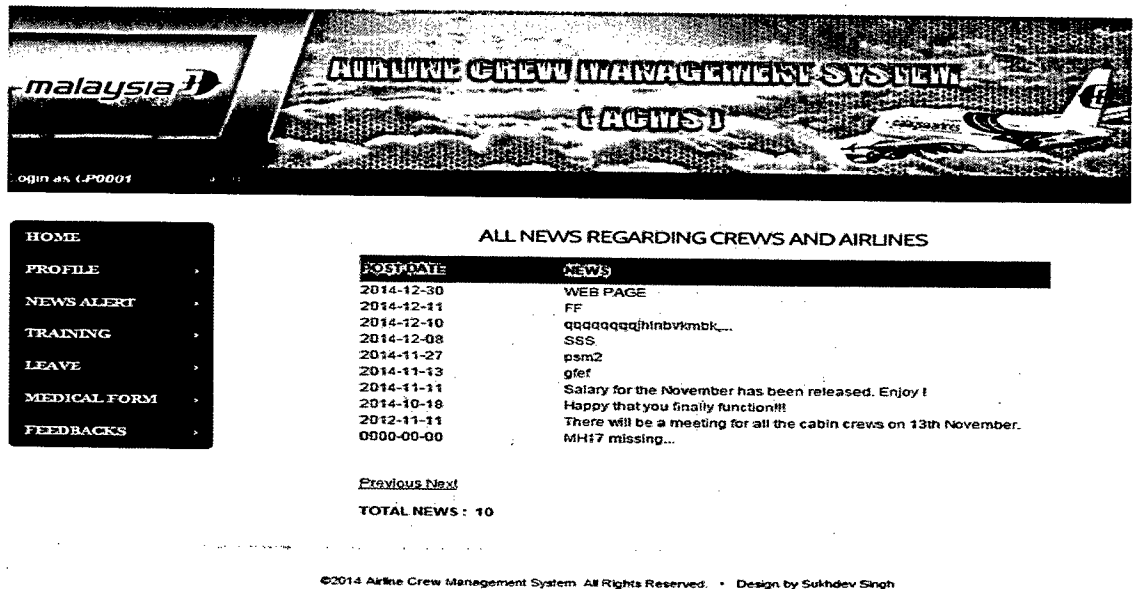 malaysia
AIRLINE CREW MANAGEMENT SYSTEM
( ACMS )
ogin as CP0001
HOME
PROFILE
NEWS ALERT
TRAINING
LEAVE
MEDICAL FORM
FEEDBACKS
ALL NEWS REGARDING CREWS AND AIRLINES
POST DATE NEWS
2014-12-30 WEB PAGE
2014-12-11 FF
2014-12-10
2014-12-08 SSS
2014-11-27 psm2
2014-11-13 gfef
2014-11-11 Salary for the November has been released. Enjoy !
2014-10-18 Happy that you finally function!!!
2012-11-11 There will be a meeting for all the cabin crews on 13th November.
0000-00-00 MH17 missing...
Previous Next
TOTAL NEWS : 10
©2014 Airline Crew Management System All Rights Reserved. • Design by Sukhdev Singh